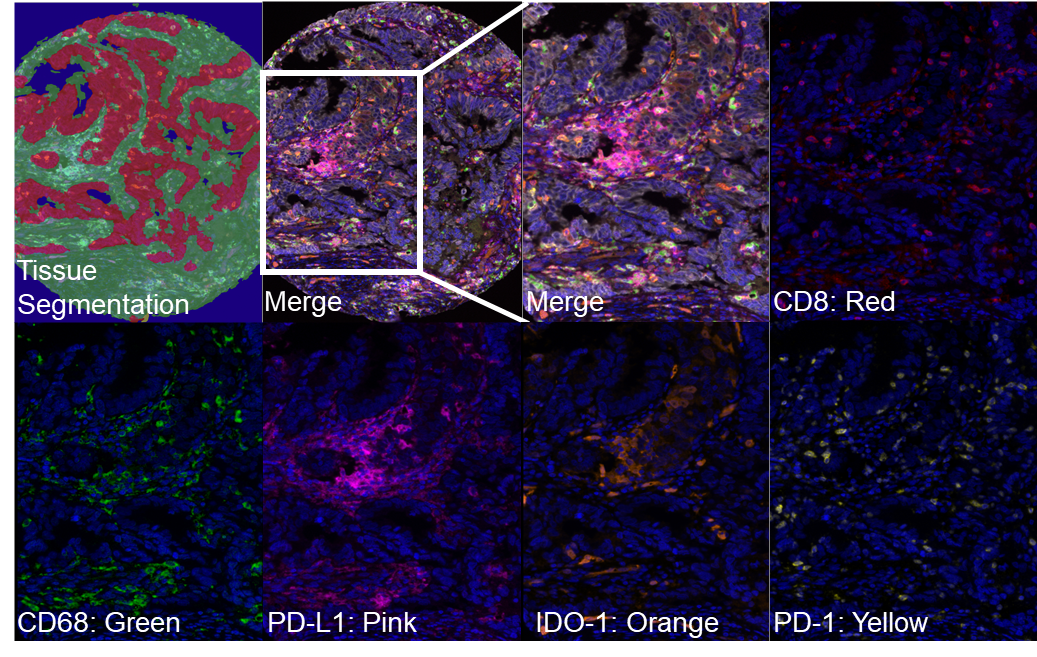 Tissue
Segmentation
Merge
Merge
CD8: Red
CD68: Green
PD-L1: Pink
IDO-1: Orange
PD-1: Yellow